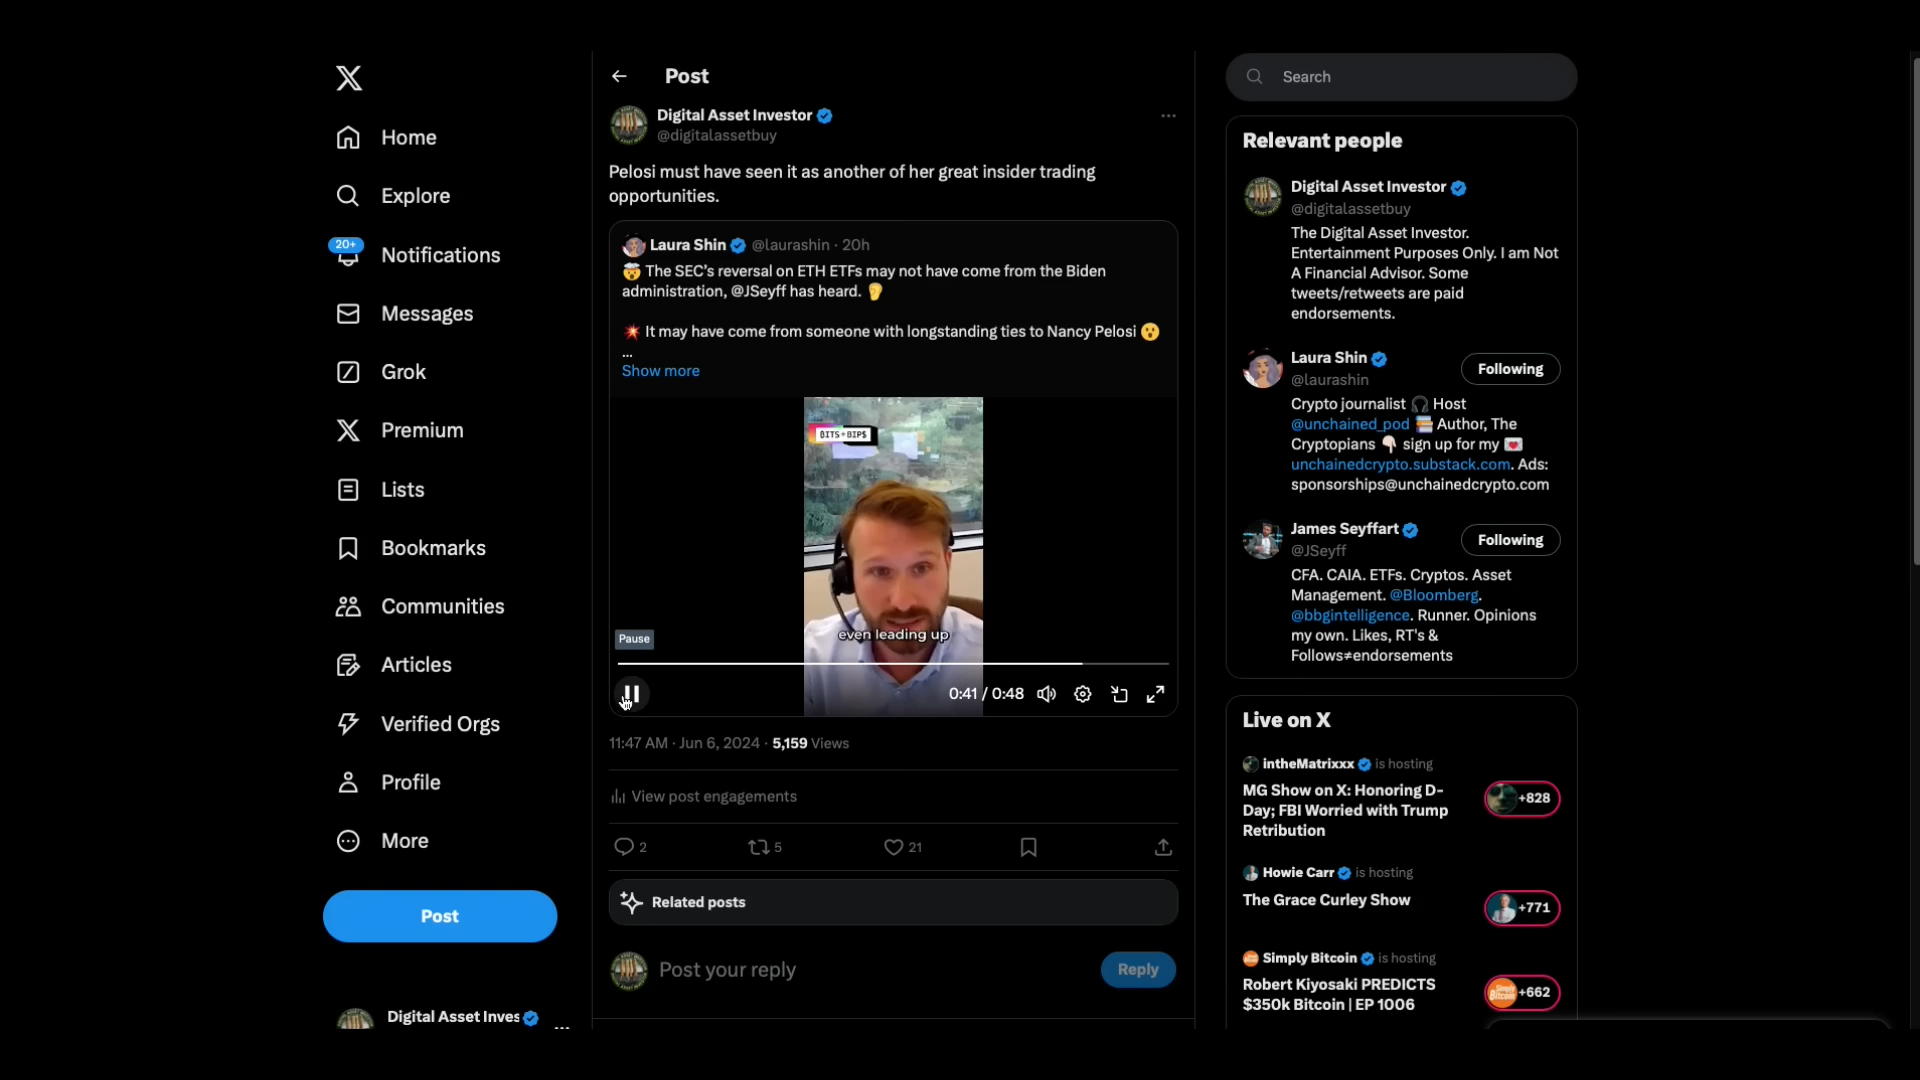 Home
Explore
20+
Notifications
Messages
Grok
Premium
Lists
Bookmarks
Communities
Articles
Verified Orgs
Profile
More
Post
Digital Asset Inves
Post
Digital Asset Investor
@digitalassetbuy
Pelosi must have seen it as another of her great insider trading
opportunities.
Laura Shin @laurashin · 20h
🤯 The SEC's reversal on ETH ETFs may not have come from the Biden
administration, @JSeyff has heard. 👂
💥 It may have come from someone with longstanding ties to Nancy Pelosi 😮
...
Show more
BITS+BIPS
even leading up
Pause
0:41 / 0:48
11:47 AM · Jun 6, 2024 · 5,159 Views
View post engagements
2 5 21
Related posts
Post your reply
Reply
Search
Relevant people
Digital Asset Investor
@digitalassetbuy
The Digital Asset Investor.
Entertainment Purposes Only. I am Not
A Financial Advisor. Some
tweets/retweets are paid
endorsements.
Laura Shin
@laurashin
Following
Crypto journalist 🎧 Host
@unchained_pod 📚 Author, The
Cryptopians 👇🏻 sign up for my 💌
unchainedcrypto.substack.com. Ads:
sponsorships@unchainedcrypto.com
James Seyffart
@JSeyff
Following
CFA. CAIA. ETFs. Cryptos. Asset
Management. @Bloomberg.
@bbgintelligence. Runner. Opinions
my own. Likes, RT's &
Follows≠endorsements
Live on X
intheMatrixxx is hosting
MG Show on X: Honoring D-
Day; FBI Worried with Trump
Retribution
+828
Howie Carr is hosting
The Grace Curley Show
+771
Simply Bitcoin is hosting
Robert Kiyosaki PREDICTS
$350k Bitcoin | EP 1006
+662